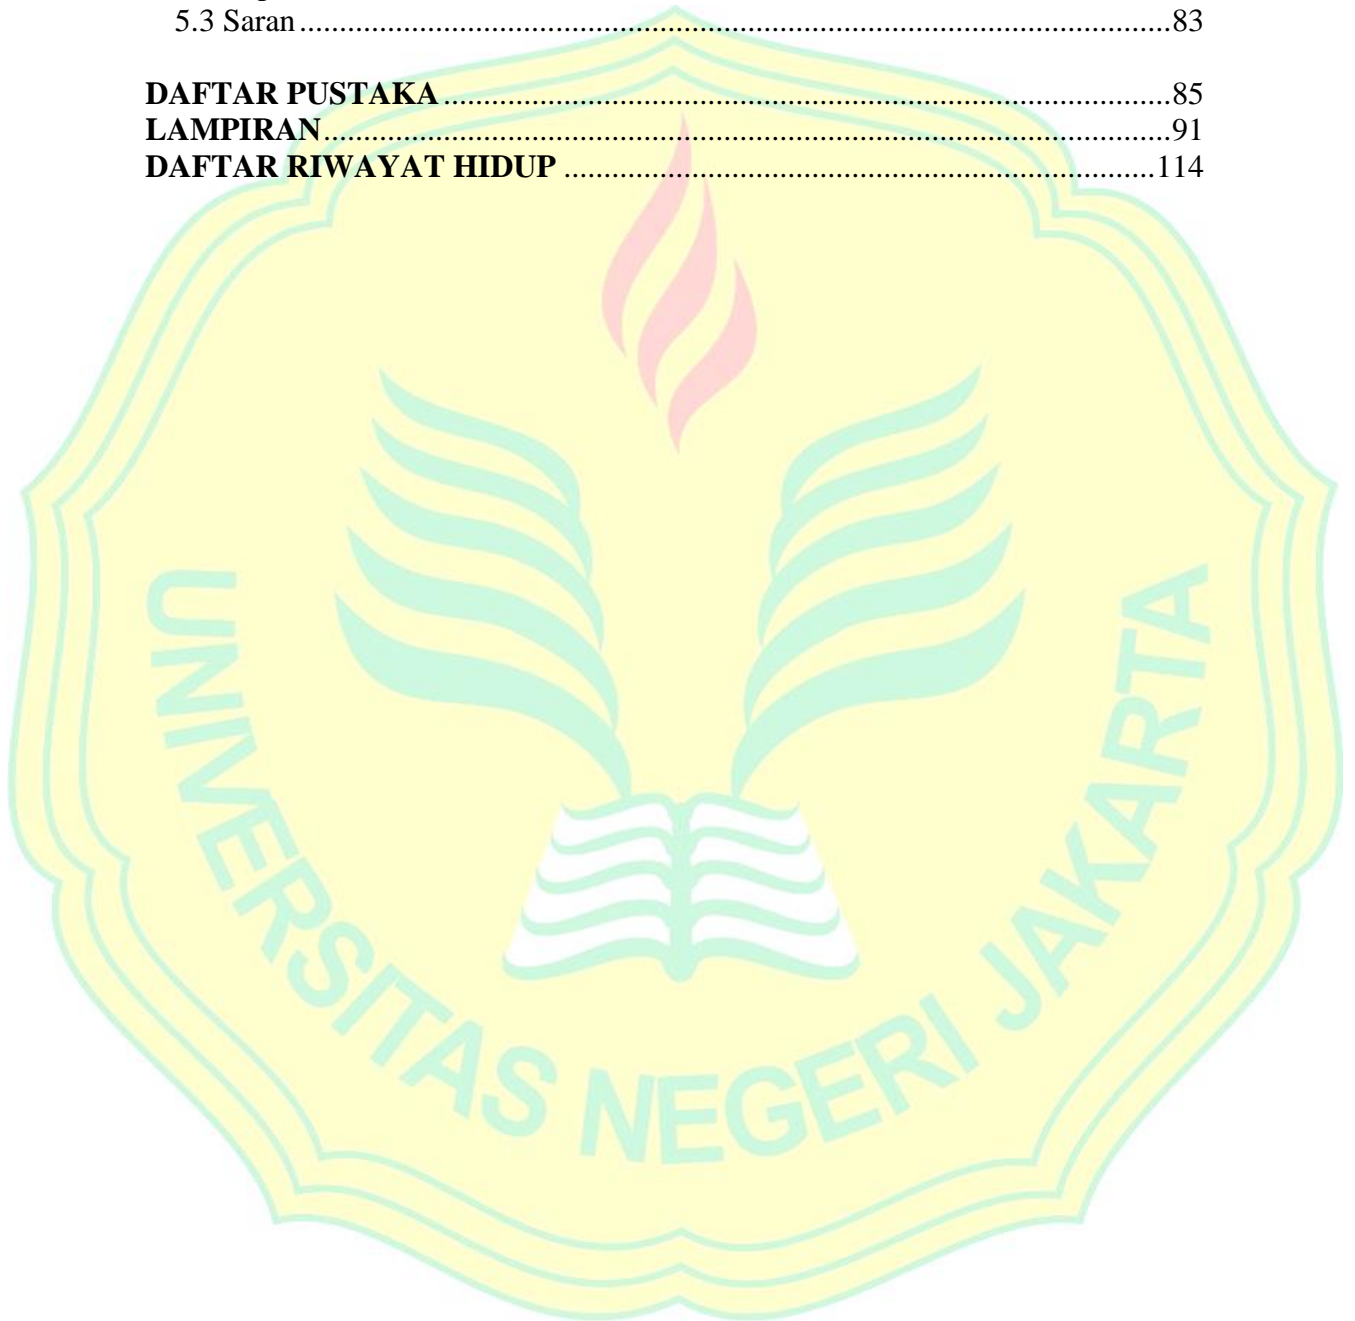 5.3 Saran.............................................................................................................83
DAFTAR PUSTAKA...........................................................................................85
LAMPIRAN..........................................................................................................91
DAFTAR RIWAYAT HIDUP ..........................................................................114
UNIVERSITAS NEGERI JAKARTA